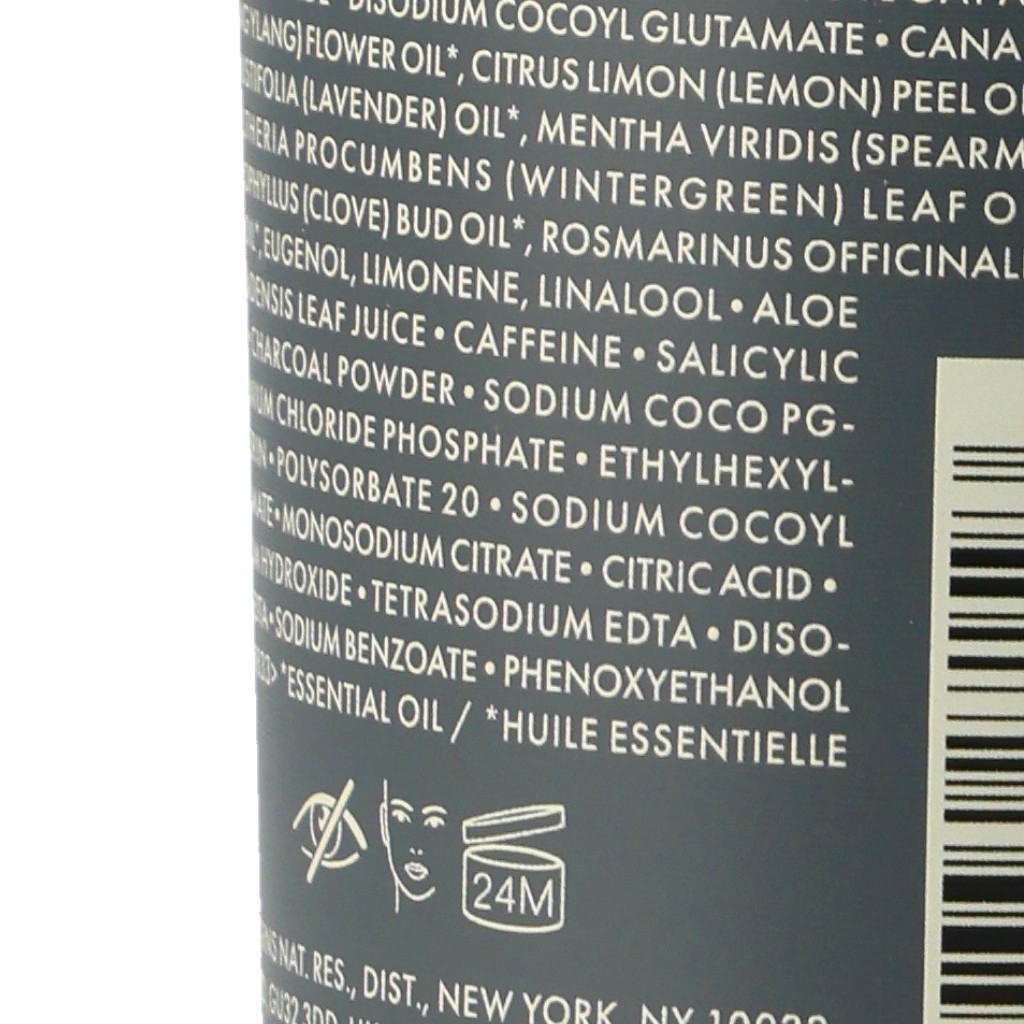 DISODIUM COCOYL GLUTAMATE • CANA
YLANG) FLOWER OIL*, CITRUS LIMON (LEMON) PEEL
(LAVENDER) OIL*, MENTHA VIRIDIS (SPEARM
PROCUMBENS (WINTERGREEN) LEAF O
(CLOVE) BUD OIL*, ROSMARINUS OFFICINAL
EUGENOL, LIMONENE, LINALOOL • ALOE
LEAF JUICE • CAFFEINE • SALICYLIC
CHARCOAL POWDER • SODIUM COCO PG-
CHLORIDE PHOSPHATE • ETHYLHEXYL-
• POLYSORBATE 20 • SODIUM COCOYL
• MONOSODIUM CITRATE • CITRIC ACID •
HYDROXIDE • TETRASODIUM EDTA • DISO-
• SODIUM BENZOATE • PHENOXYETHANOL
*ESSENTIAL OIL / *HUILE ESSENTIELLE
24M
NAT. RES., DIST., NEW YORK, NY
GU32 3DD